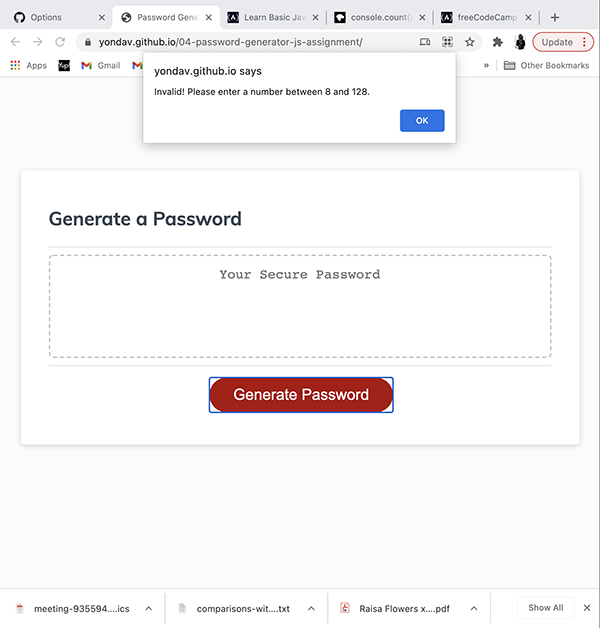 Options
Password Gene
Learn Basic Jav
console.count(
freeCodeCamp
yondav.github.io/04-password-generator-js-assignment/
Update
Apps
Yup!
Gmail
»
Other Bookmarks
yondav.github.io says
Invalid! Please enter a number between 8 and 128.
OK
Generate a Password
Your Secure Password
Generate Password
meeting-935594....ics
comparisons-wit....txt
Raisa Flowers x....pdf
Show All